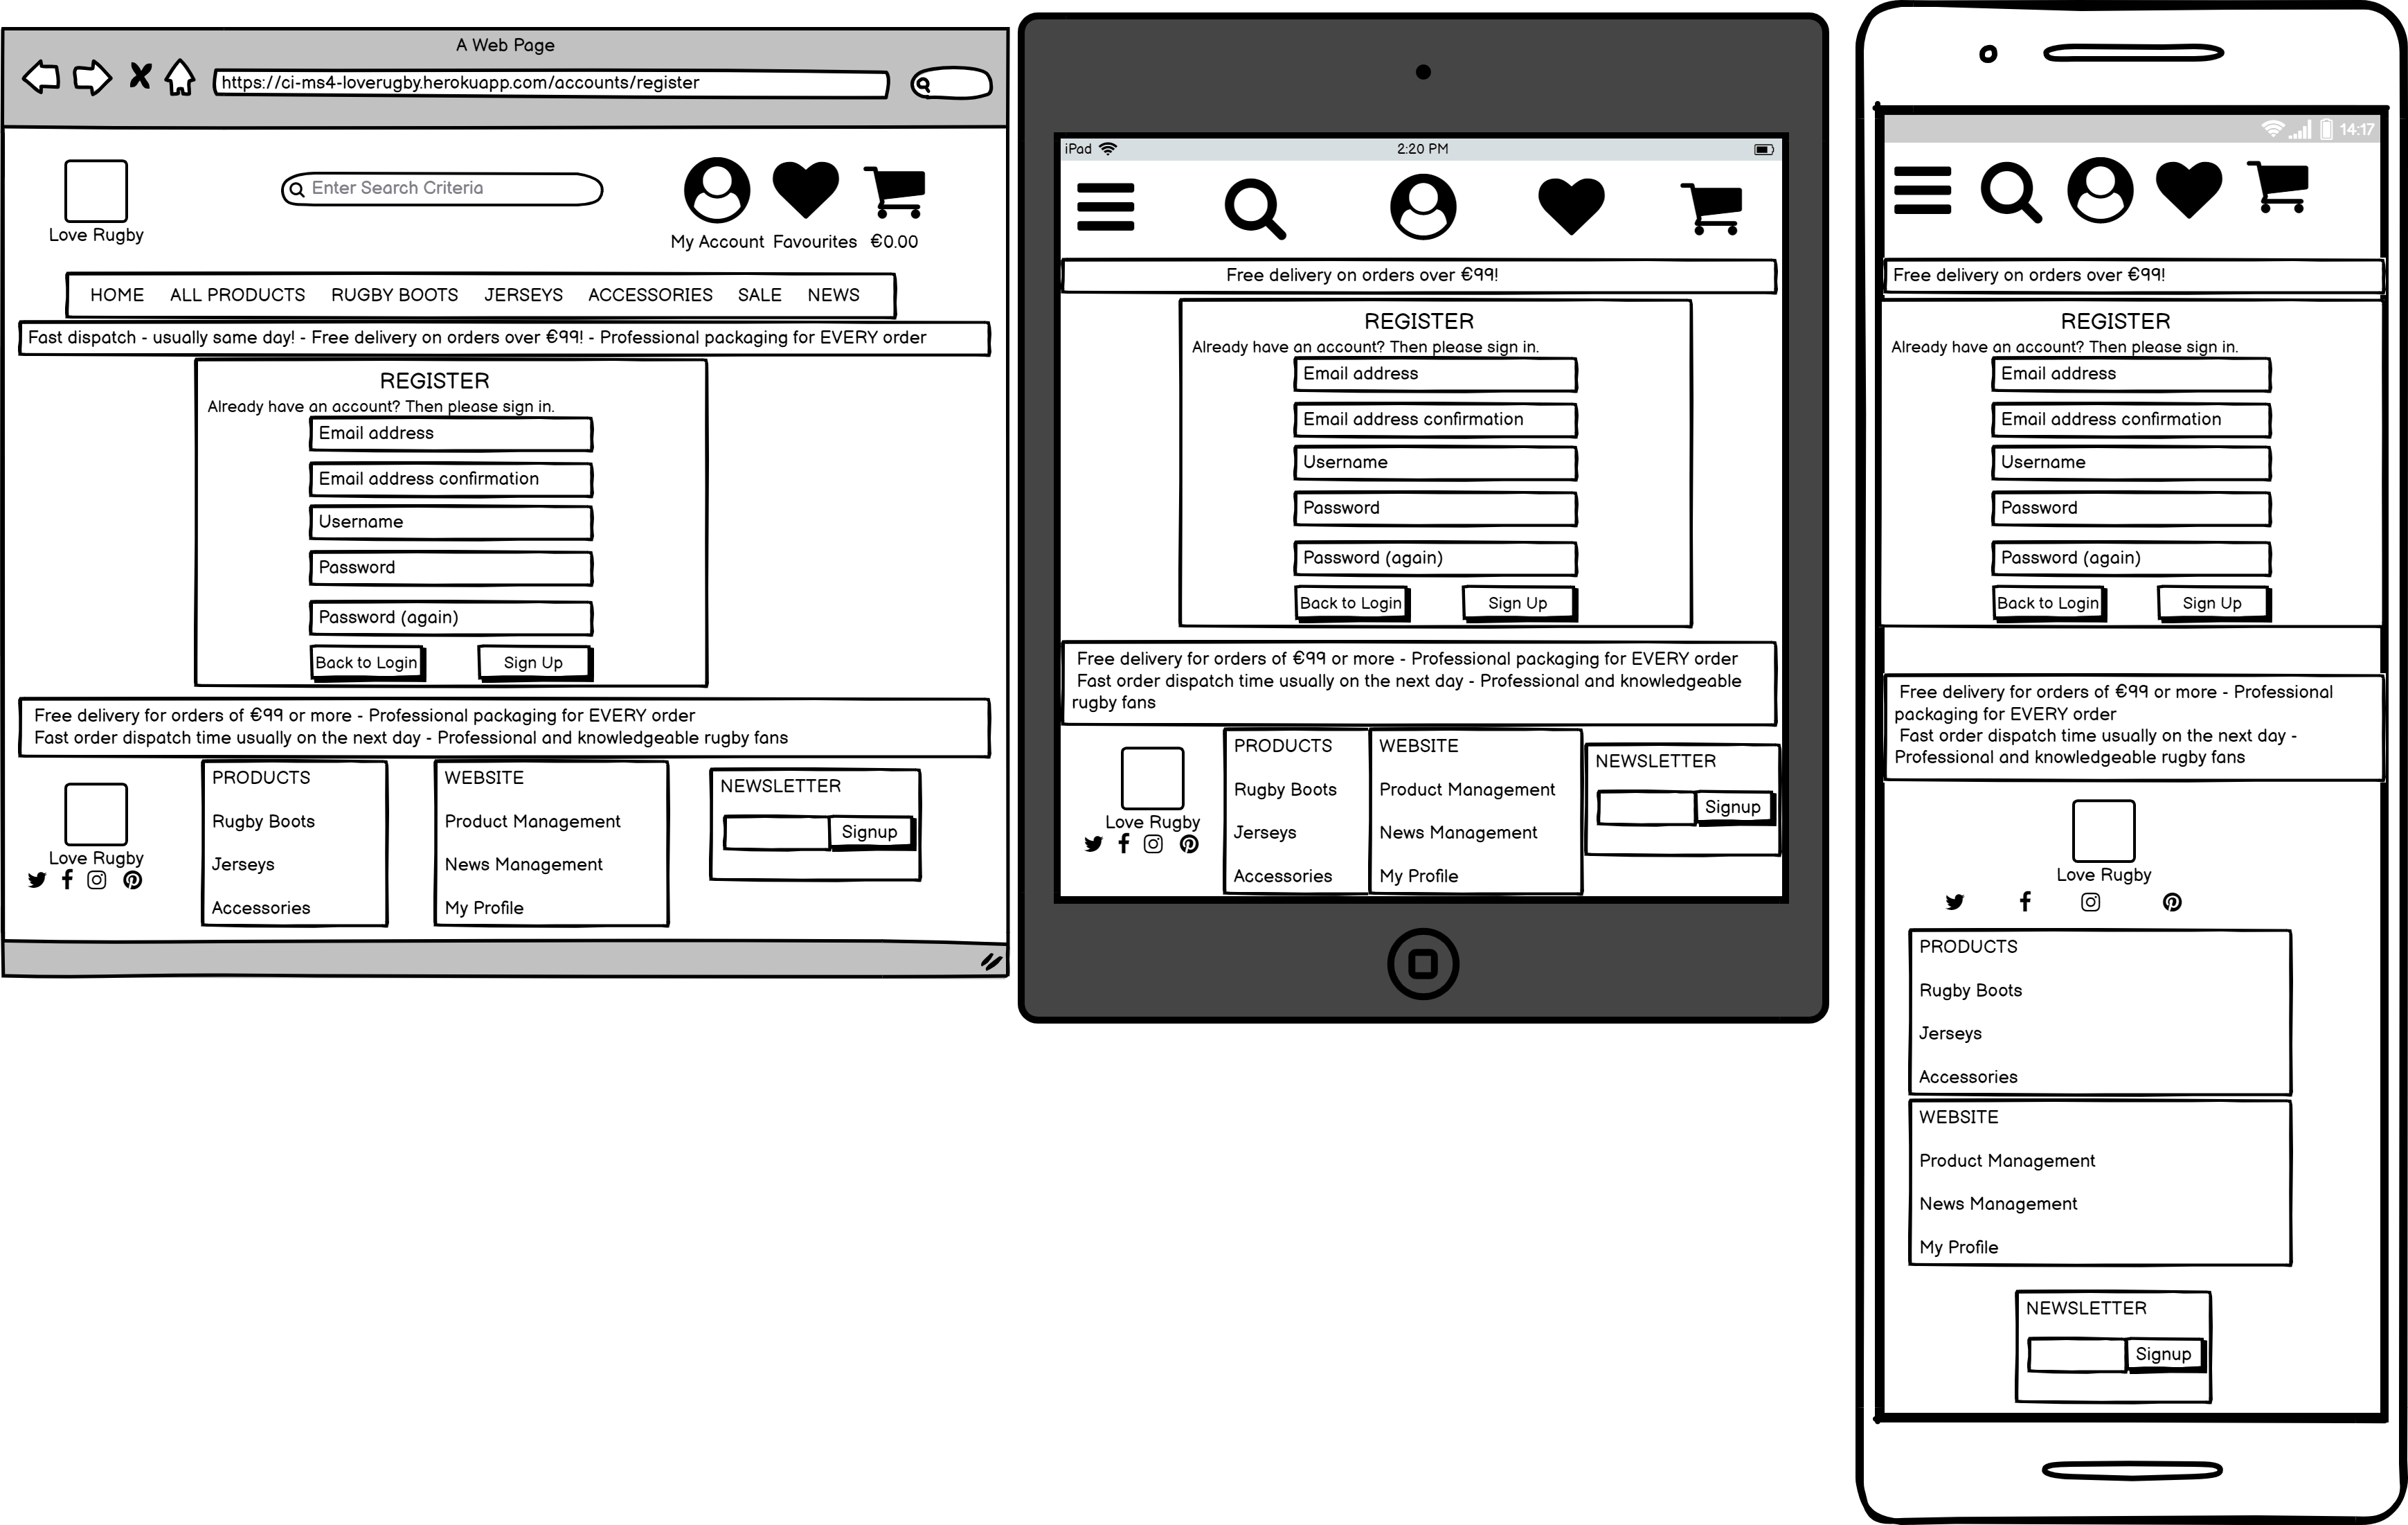 A Web Page
https://ci-ms4-loverugby.herokuapp.com/accounts/register
Enter Search Criteria
Love Rugby
My Account Favourites €0.00
HOME ALL PRODUCTS RUGBY BOOTS JERSEYS ACCESSORIES SALE NEWS
Fast dispatch - usually same day! - Free delivery on orders over €99! - Professional packaging for EVERY order
REGISTER
Already have an account? Then please sign in.
Email address
Email address confirmation
Username
Password
Password (again)
Back to Login Sign Up
Free delivery for orders of €99 or more - Professional packaging for EVERY order
Fast order dispatch time usually on the next day - Professional and knowledgeable rugby fans
Love Rugby
PRODUCTS
Rugby Boots
Jerseys
Accessories
WEBSITE
Product Management
News Management
My Profile
NEWSLETTER
Signup
iPad 2:20 PM
Free delivery on orders over €99!
REGISTER
Already have an account? Then please sign in.
Email address
Email address confirmation
Username
Password
Password (again)
Back to Login Sign Up
Free delivery for orders of €99 or more - Professional packaging for EVERY order
Fast order dispatch time usually on the next day - Professional and knowledgeable
rugby fans
Love Rugby
PRODUCTS
Rugby Boots
Jerseys
Accessories
WEBSITE
Product Management
News Management
My Profile
NEWSLETTER
Signup
14:17
Free delivery on orders over €99!
REGISTER
Already have an account? Then please sign in.
Email address
Email address confirmation
Username
Password
Password (again)
Back to Login Sign Up
Free delivery for orders of €99 or more - Professional
packaging for EVERY order
Fast order dispatch time usually on the next day -
Professional and knowledgeable rugby fans
Love Rugby
PRODUCTS
Rugby Boots
Jerseys
Accessories
WEBSITE
Product Management
News Management
My Profile
NEWSLETTER
Signup